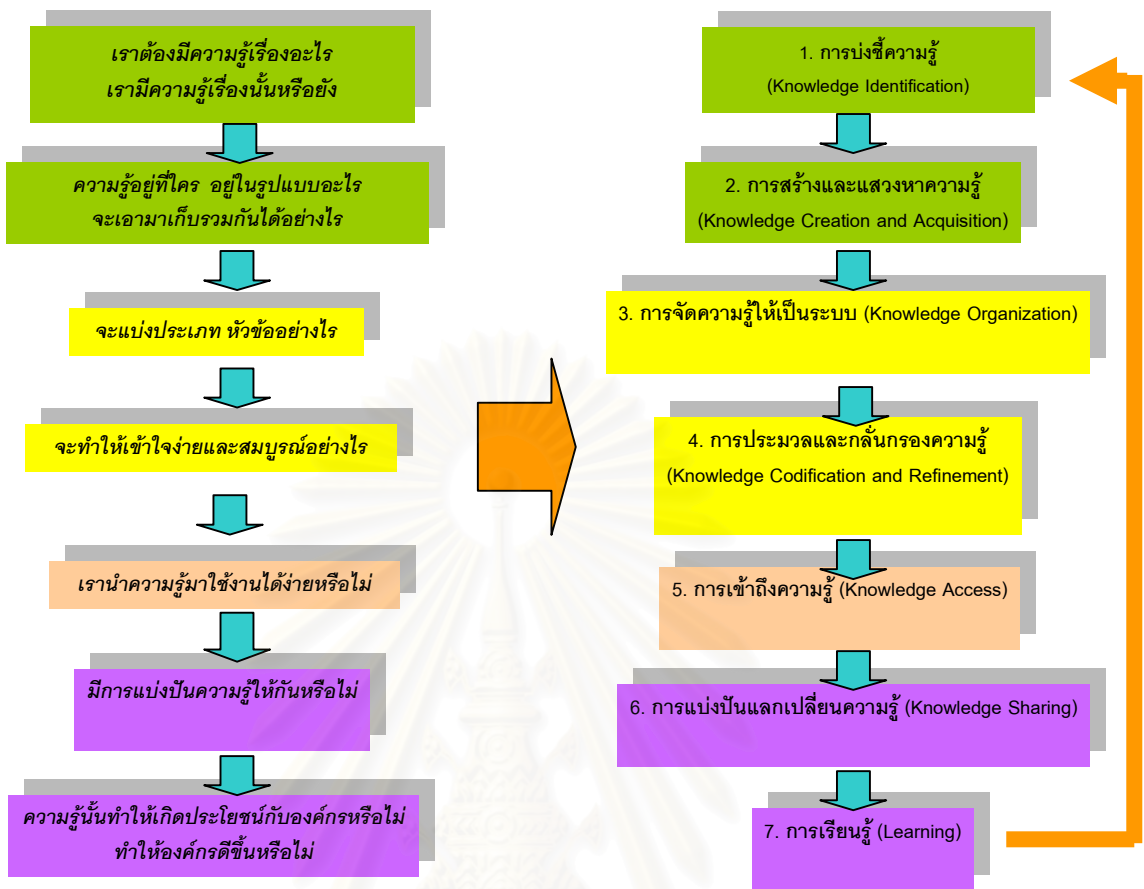 เราต้องมีความรู้เรื่องอะไร
เรามีความรู้เรื่องนั้นหรือยัง
ความรู้อยู่ที่ใคร อยู่ในรูปแบบอะไร
จะเอามาเก็บรวมกันได้อย่างไร
จะแบ่งประเภท หัวข้ออย่างไร
จะทำให้เข้าใจง่ายและสมบูรณ์อย่างไร
เรานำความรู้มาใช้งานได้ง่ายหรือไม่
มีการแบ่งปันความรู้ให้กันหรือไม่
ความรู้นั้นทำให้เกิดประโยชน์กับองค์กรหรือไม่
ทำให้องค์กรดีขึ้นหรือไม่
1. การบ่งชี้ความรู้
(Knowledge Identification)
2. การสร้างและแสวงหาความรู้
(Knowledge Creation and Acquisition)
3. การจัดความรู้ให้เป็นระบบ (Knowledge Organization)
4. การประมวลและกลั่นกรองความรู้
(Knowledge Codification and Refinement)
5. การเข้าถึงความรู้ (Knowledge Access)
6. การแบ่งปันแลกเปลี่ยนความรู้ (Knowledge Sharing)
7. การเรียนรู้ (Learning)